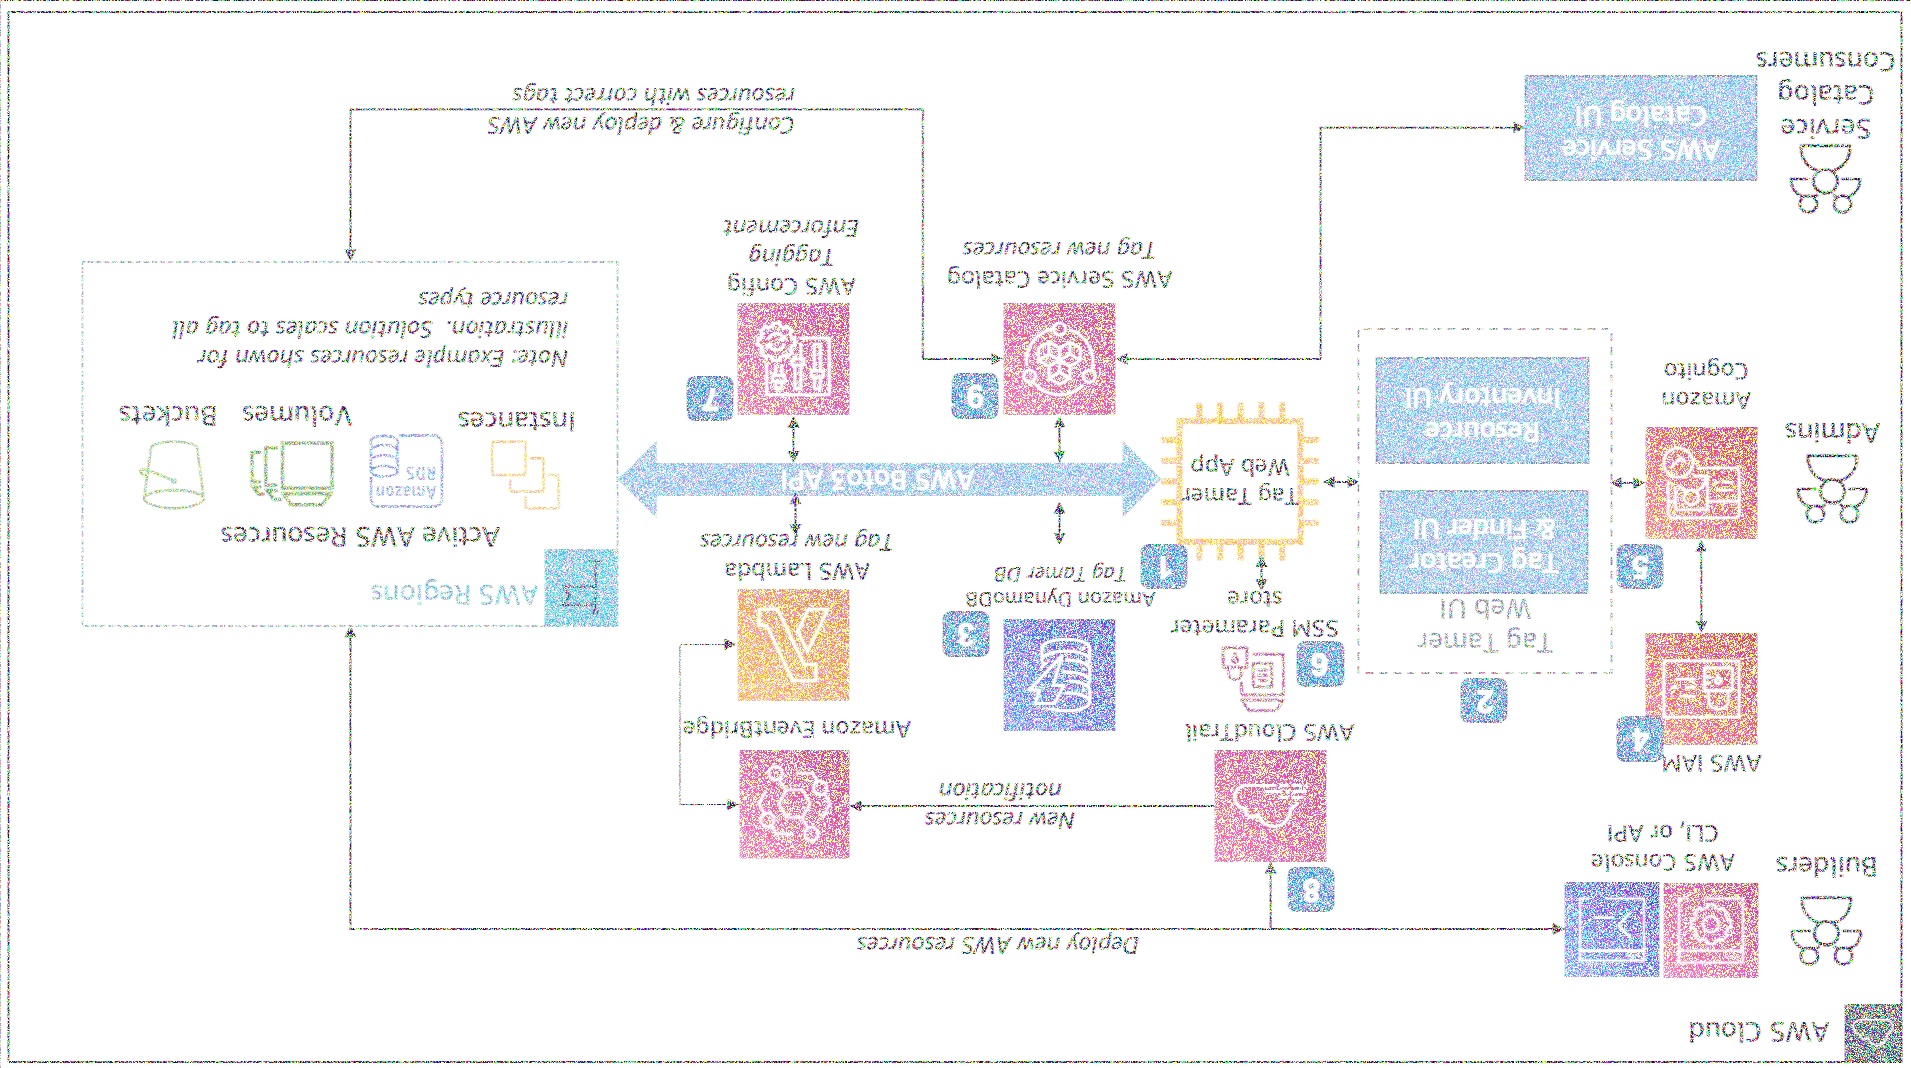 AWS Cloud
Builders
AWS Console
CLI, or API
Deploy new AWS resources
8
AWS CloudTrail
New resources
notification
Amazon EventBridge
4
AWS IAM
2
Tag Tamer
Web UI
Tag Creator
& Finder UI
Resource
Inventory UI
9
SSM Parameter
store
3
Amazon DynamoDB
Tag Tamer DB
AWS Lambda
Tag new resources
AWS Regions
Active AWS Resources
Amazon
RDS
Instances
Volumes
Buckets
Note: Example resources shown for
illustration.  Solution scales to tag all
resource types
5
Admins
Amazon
Cognito
1
Tag Tamer
Web App
AWS Boto3 API
6
AWS Service Catalog
Tag new resources
7
AWS Config
Tagging
Enforcement
Service
Catalog
Consumers
AWS Service
Catalog UI
Configure & deploy new AWS
resources with correct tags